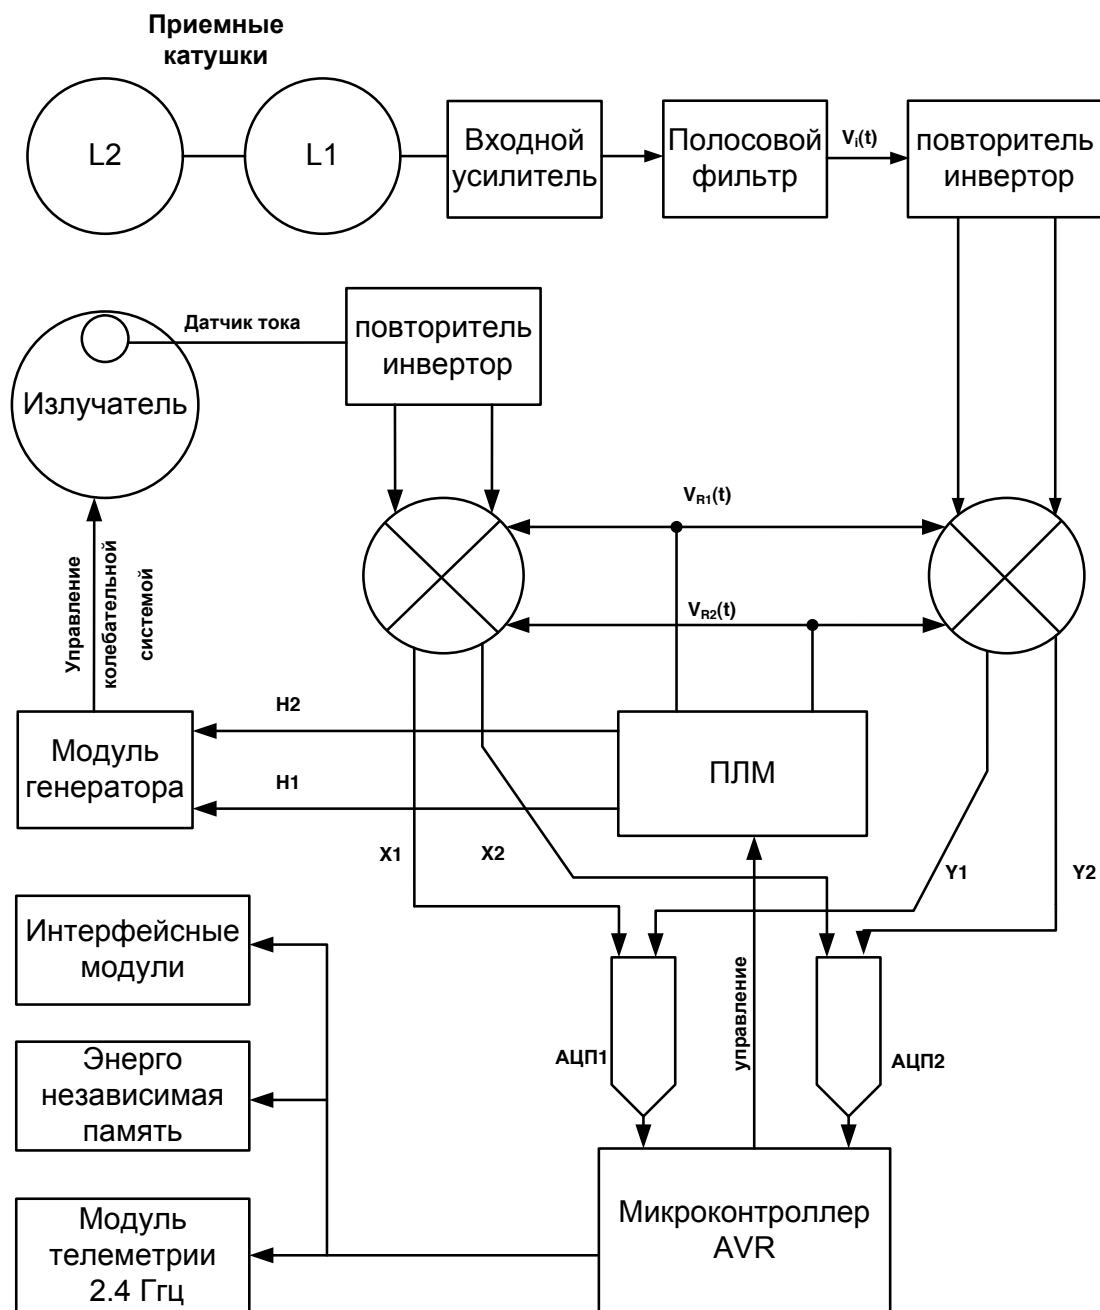 Приемные
катушки
L2
L1
Входной
усилитель
Полосовой
фильтр
Vi(t)
повторитель
инвертор
Датчик тока
повторитель
инвертор
Излучатель
VR1(t)
VR2(t)
Управление
колебательной
системой
H2
H1
Модуль
генератора
ПЛМ
X1
X2
Y1
Y2
Интерфейсные
модули
управление
АЦП1
АЦП2
Энерго
независимая
память
Микроконтроллер
AVR
Модуль
телеметрии
2.4 Ггц